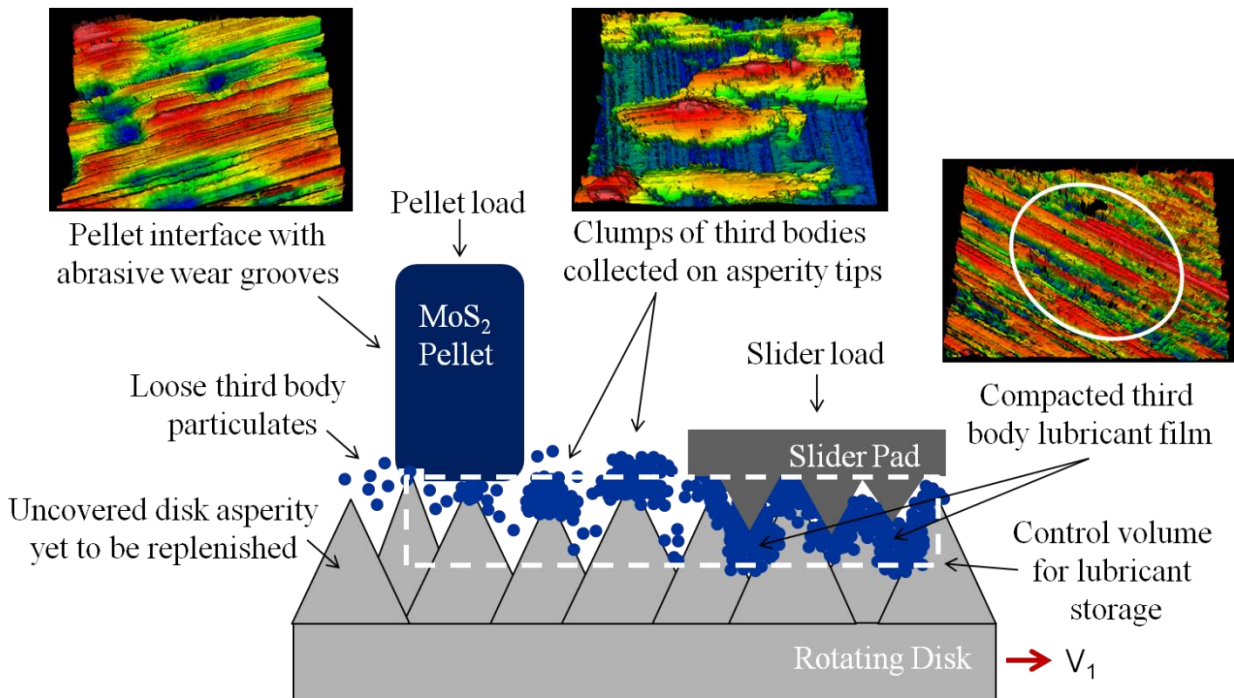 Pellet interface with
abrasive wear grooves
Pellet load
Clumps of third bodies
collected on asperity tips
MoS₂
Pellet
Slider load
Loose third body
particulates
Compacted third
body lubricant film
Slider Pad
Uncovered disk asperity
yet to be replenished
Control volume
for lubricant
storage
Rotating Disk
V₁